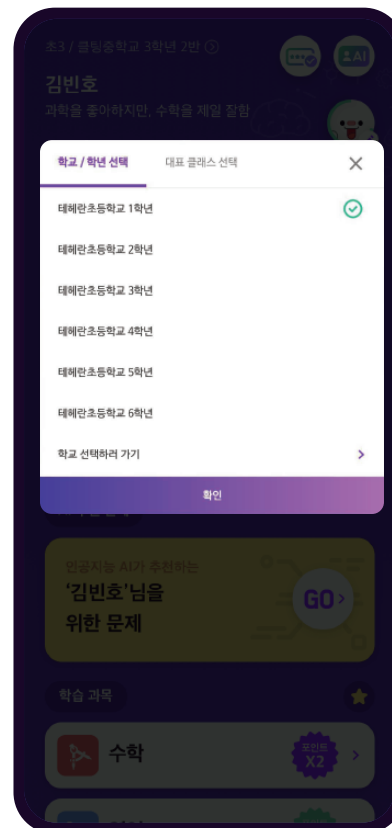 초3 / 클팅중학교 3학년 2반
AI
김빈호
과학을 좋아하지만, 수학을 제일 잘함
학교 / 학년 선택
대표 클래스 선택
테헤란초등학교 1학년
테헤란초등학교 2학년
테헤란초등학교 3학년
테헤란초등학교 4학년
테헤란초등학교 5학년
테헤란초등학교 6학년
학교 선택하러 가기
확인
인공지능 AI가 추천하는
‘김빈호’님을
위한 문제
GO
학습 과목
수학
포인트
X2